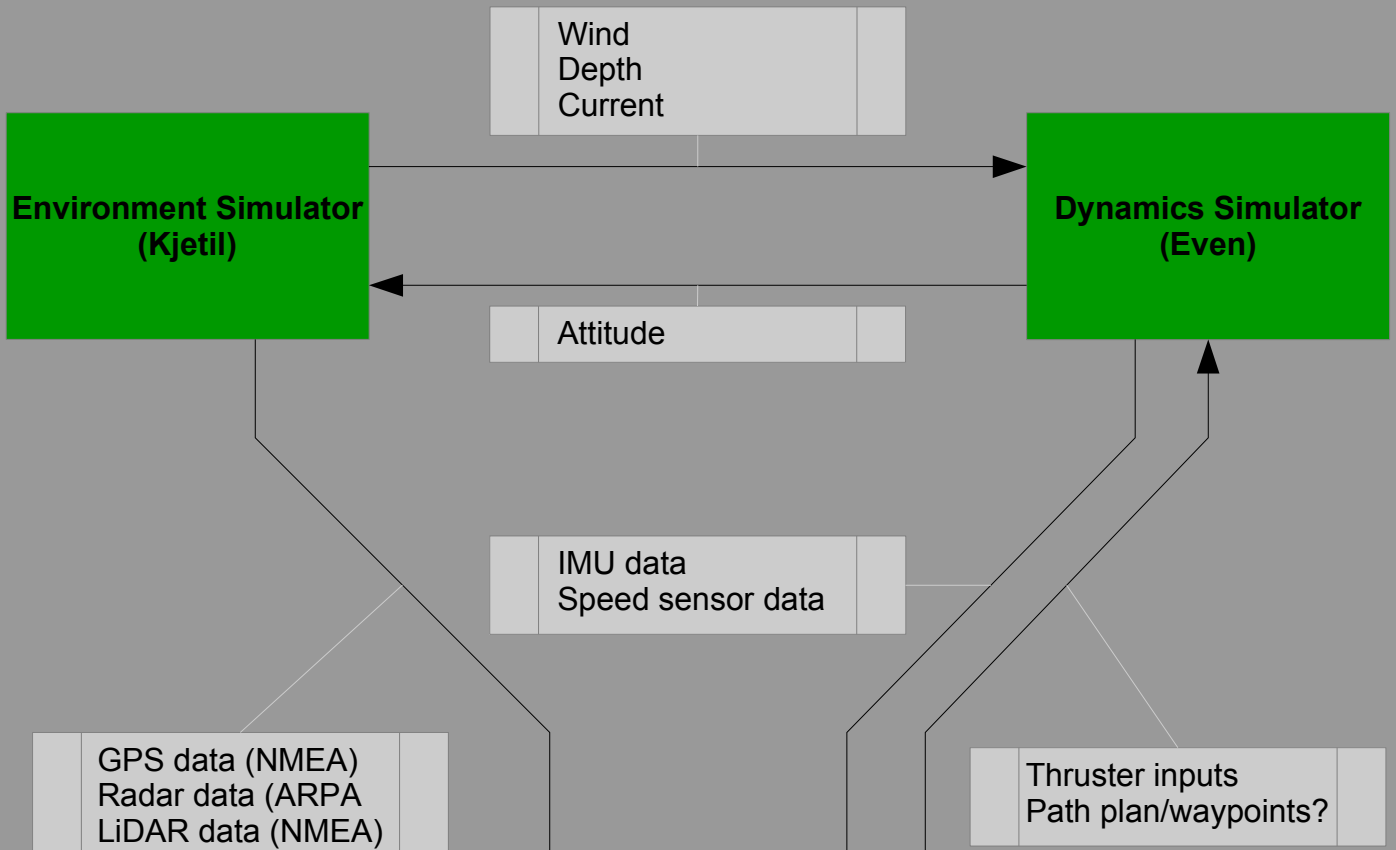 Wind
Depth
Current
Environment Simulator
(Kjetil)
Dynamics Simulator
(Even)
Attitude
IMU data
Speed sensor data
GPS data (NMEA)
Radar data (ARPA
LiDAR data (NMEA)
Thruster inputs
Path plan/waypoints?